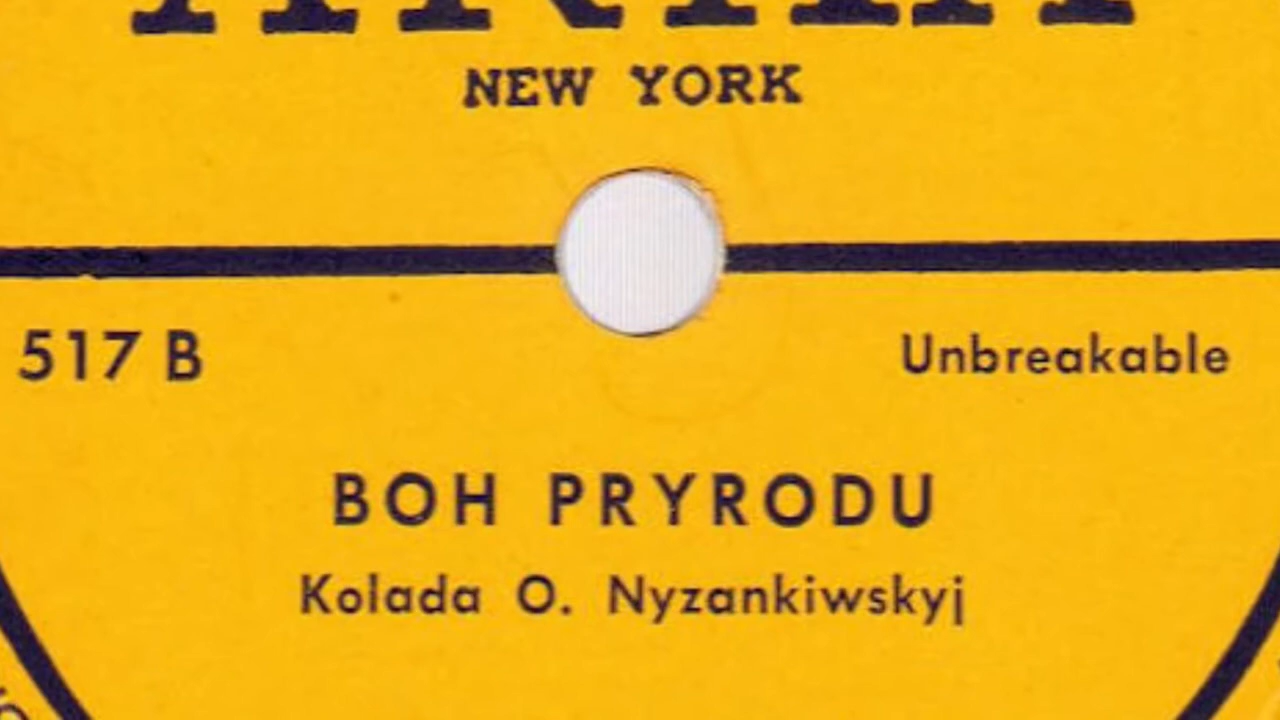 NEW YORK
517 B
Unbreakable
BOH PRYRODU
Kolada O. Nyzankiwskyj